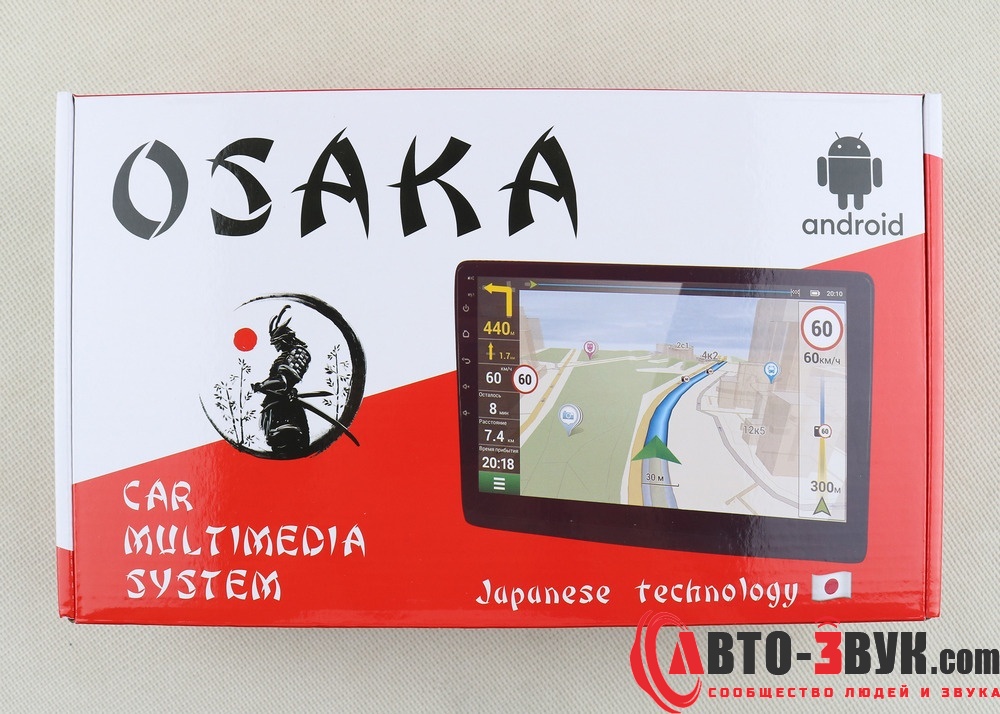 OSAKA
android
CAR
MULTIMEDIA
SYSTEM
20:10
440м
1.7км
60 км/ч
60
Осталось
8 мин
Расстояние
7.4 км
Время прибытия
20:18
2с1
4к2
12к5
30 м
60
60км/ч
60
300м
Japanese technology
АВТО-ЗВУК.com
СООБЩЕСТВО ЛЮДЕЙ И ЗВУКА